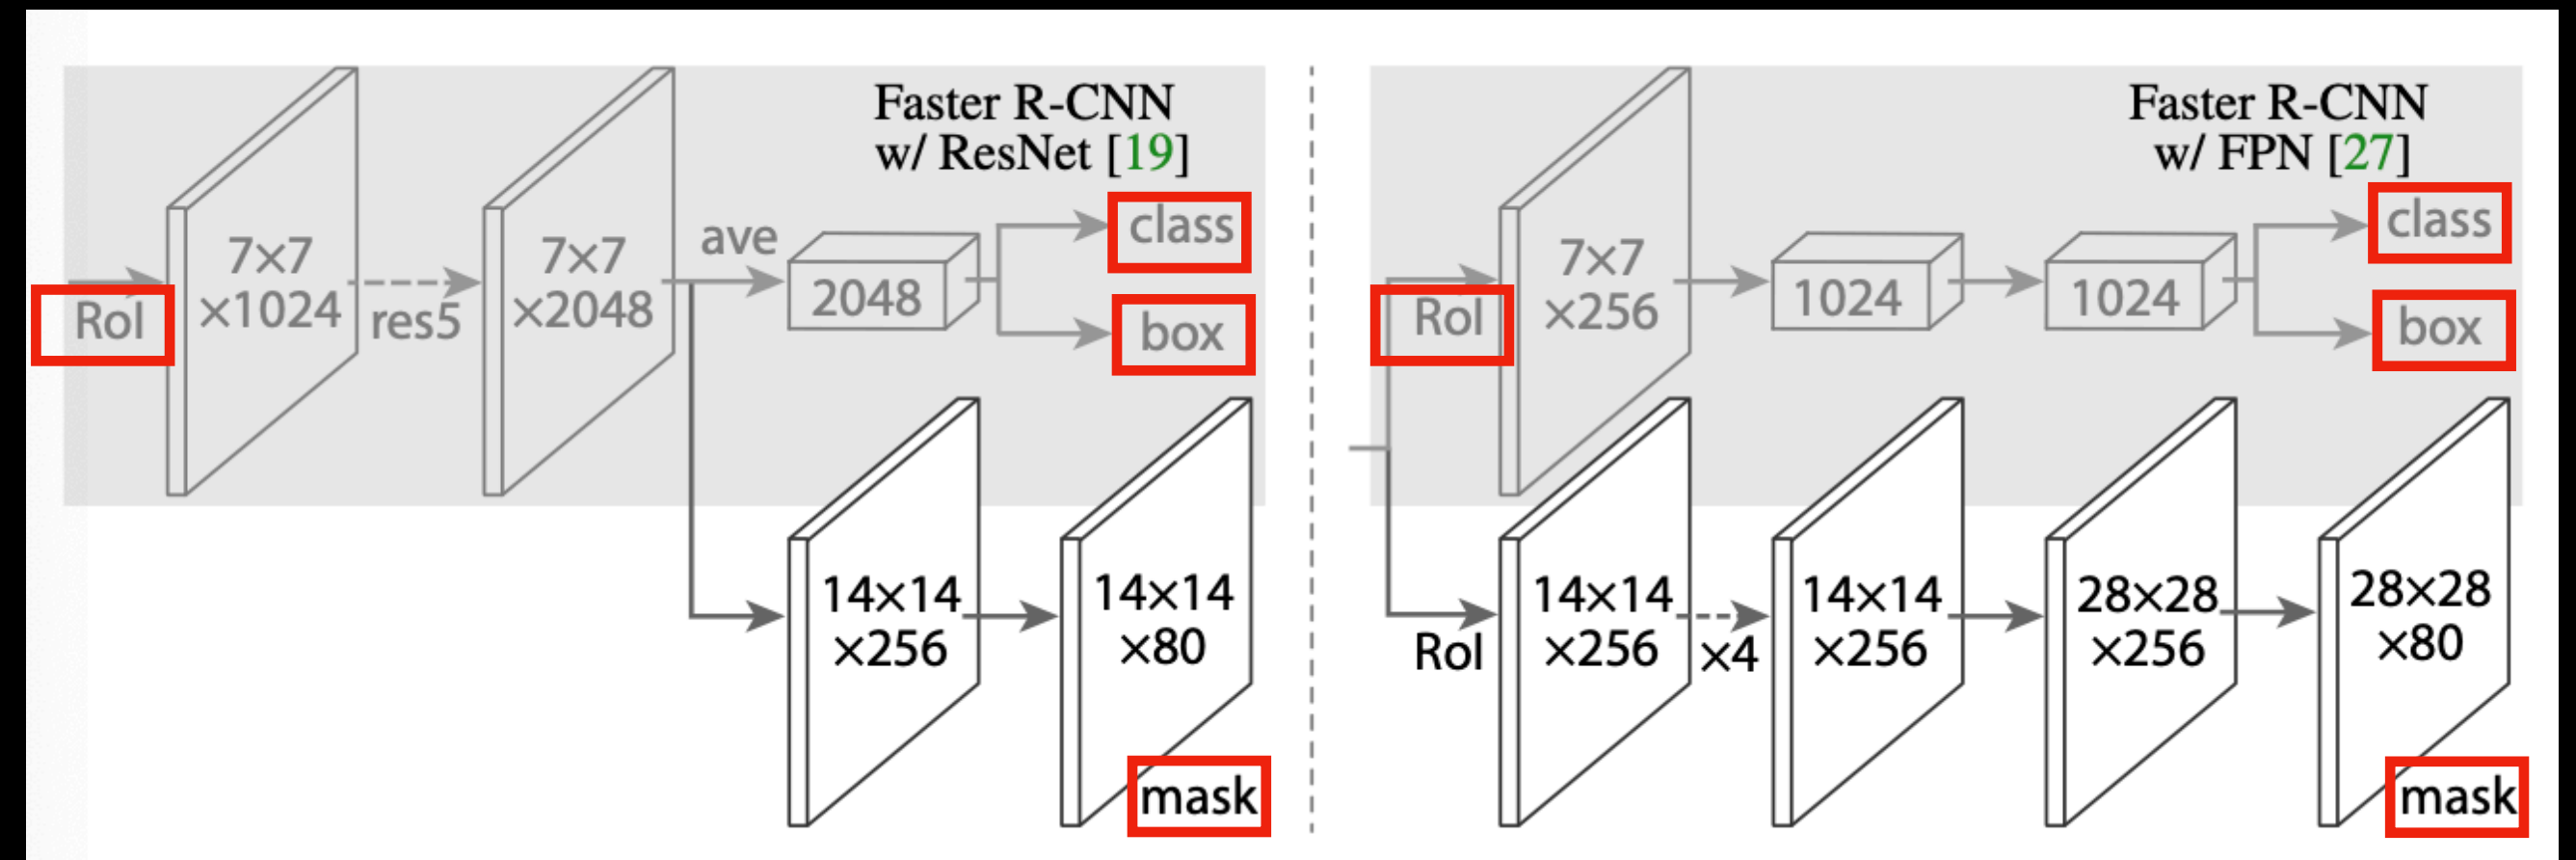 Faster R-CNN
w/ ResNet [19]
RoI
7×7
×1024
res5
7×7
×2048
ave
2048
class
box
14×14
×256
14×14
×80
mask
Faster R-CNN
w/ FPN [27]
RoI
7×7
×256
1024
1024
class
box
RoI
14×14
×256
×4
14×14
×256
28×28
×256
28×28
×80
mask